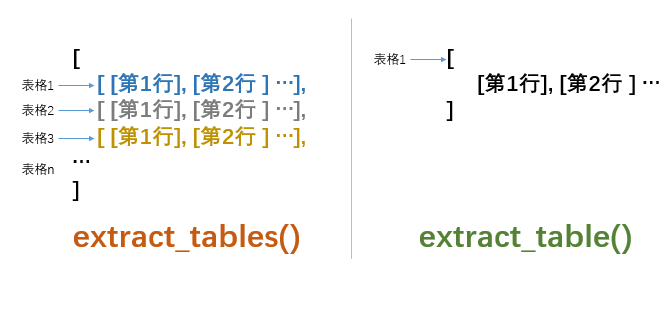 [
表格1 [ [第1行], [第2行 ] ···],
表格2 [ [第1行], [第2行 ] ···],
表格3 [ [第1行], [第2行 ] ···],
···
表格n
]
extract_tables()
表格1 [
[第1行], [第2行 ] ···
]
extract_table()